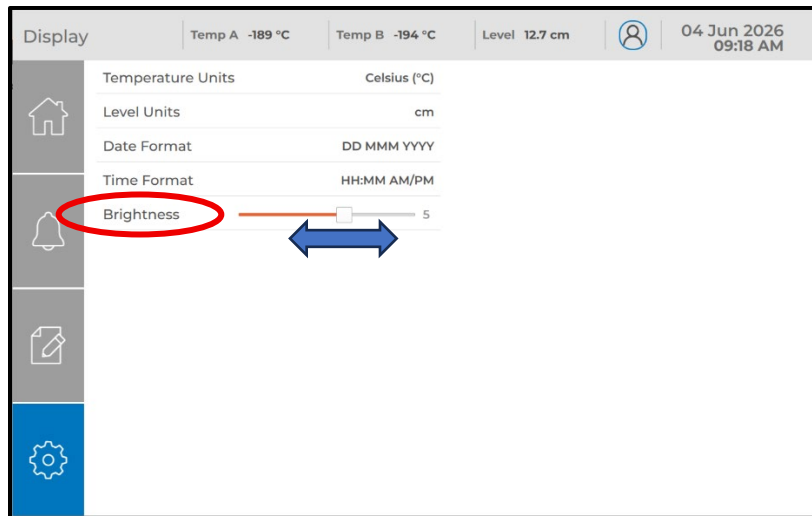 Display
Temp A -189 °C
Temp B -194 °C
Level 12.7 cm
04 Jun 2026
09:18 AM
Temperature Units Celsius (°C)
Level Units cm
Date Format DD MMM YYYY
Time Format HH:MM AM/PM
Brightness 5